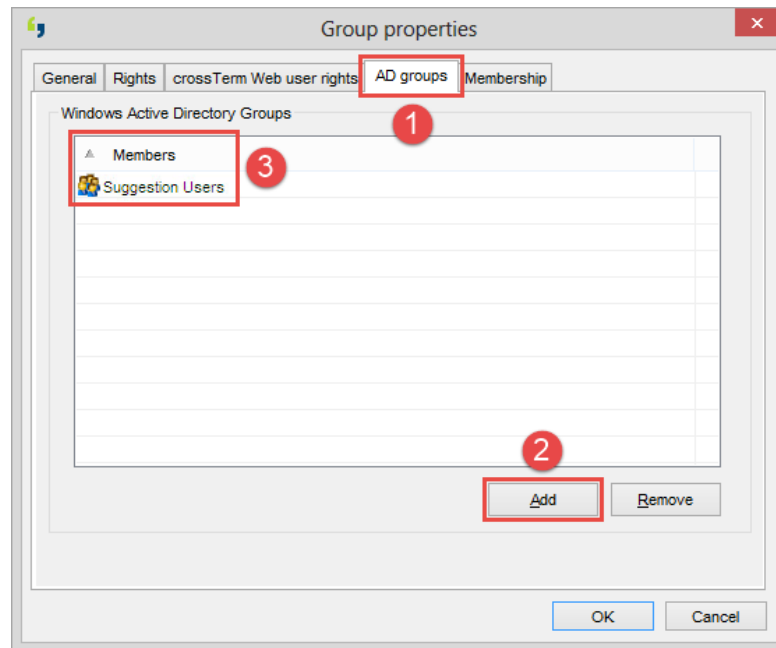 Group properties
General Rights crossTerm Web user rights AD groups Membership
1
Windows Active Directory Groups
Members
3
Suggestion Users
2
Add Remove
OK Cancel